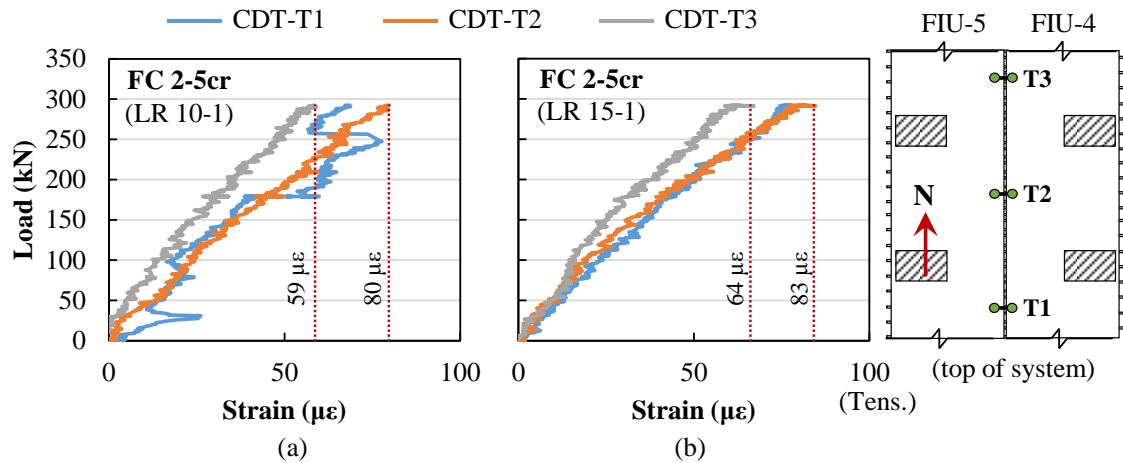 CDT-T1 CDT-T2 CDT-T3
FIU-5 FIU-4
Load (kN)
350
300
250
200
150
100
50
0
FC 2-5cr
(LR 10-1)
59 με
80 με
0 50 100
Strain (με)
(a)
FC 2-5cr
(LR 15-1)
64 με
83 με
0 50 100
(Tens.)
Strain (με)
(b)
T3
T2
N
T1
(top of system)